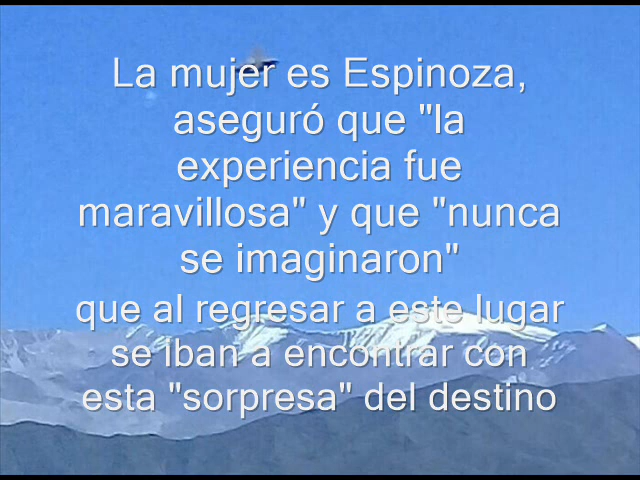 La mujer es Espinoza,
aseguró que "la
experiencia fue
maravillosa" y que "nunca
se imaginaron"
que al regresar a este lugar
se iban a encontrar con
esta "sorpresa" del destino